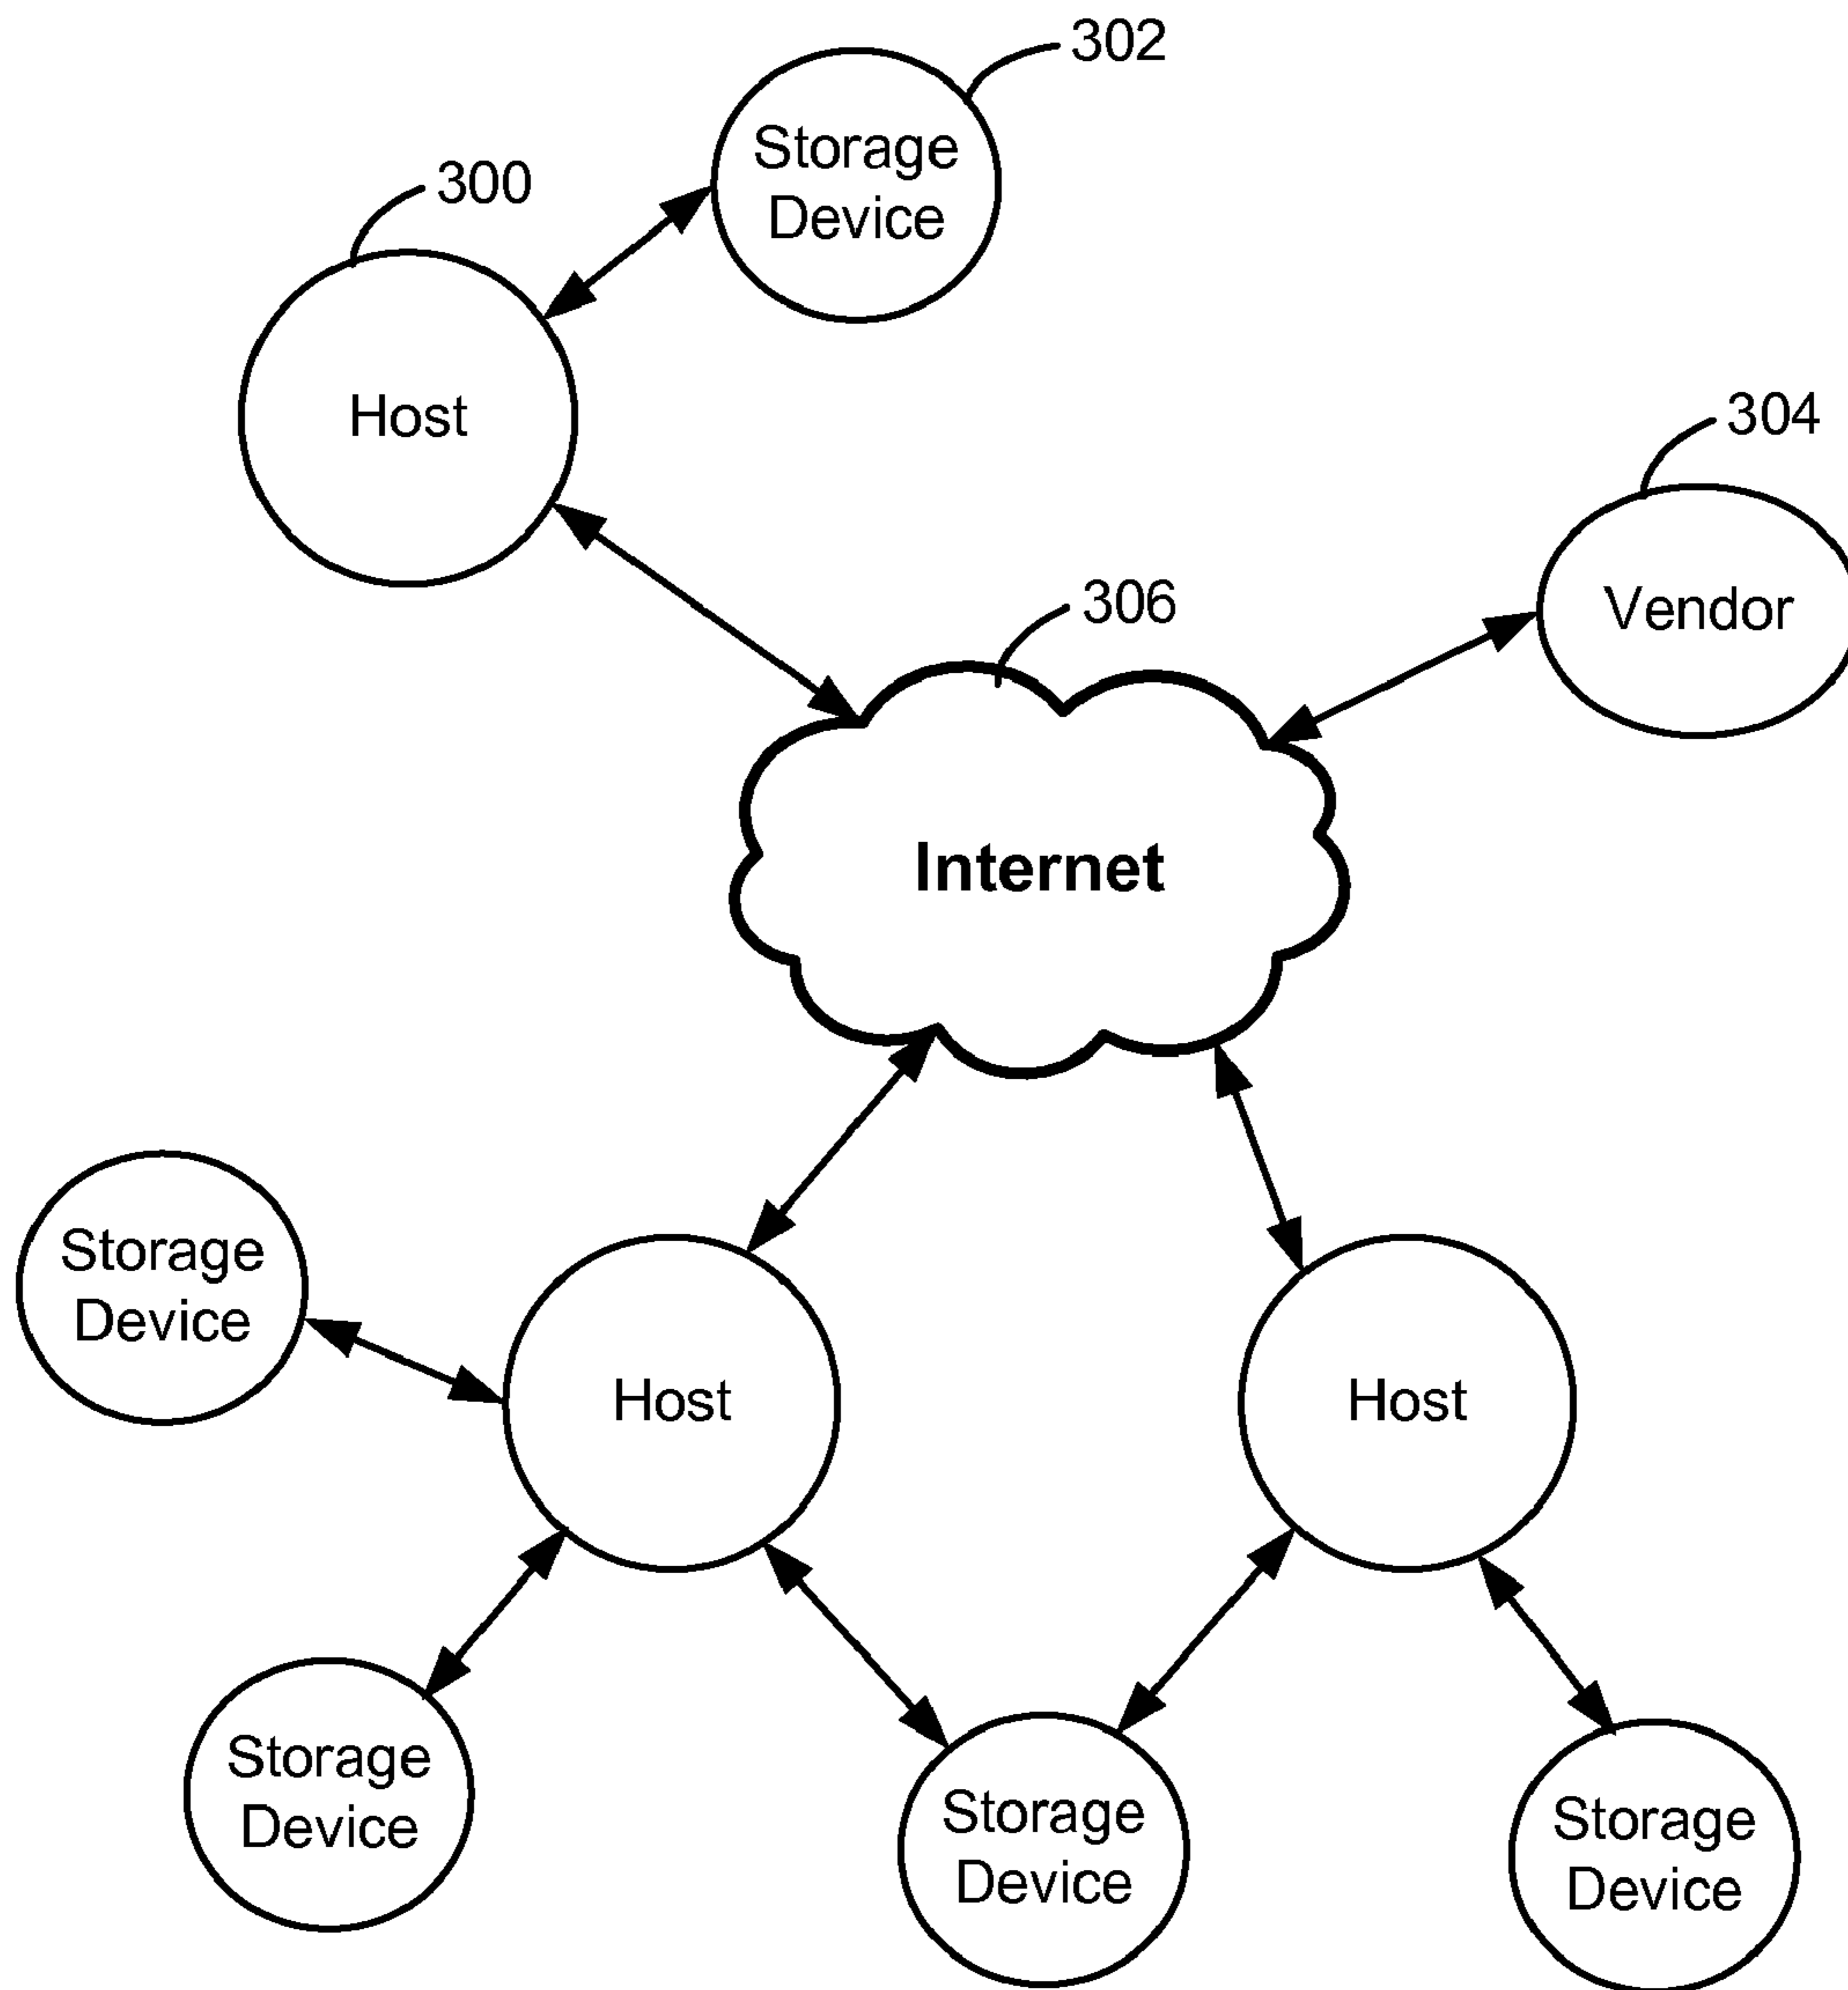 302
Storage
Device
300
Host
304
Vendor
306
Internet
Storage
Device
Host
Host
Storage
Device
Storage
Device
Storage
Device